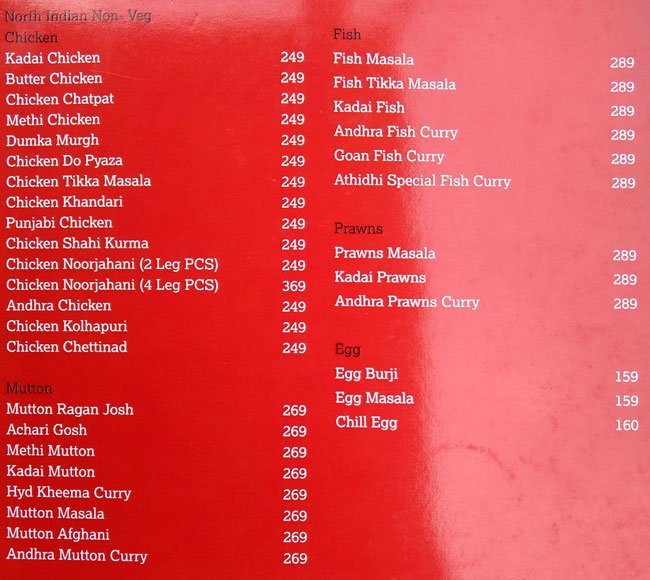 North Indian Non- Veg
Chicken
Kadai Chicken 249
Butter Chicken 249
Chicken Chatpat 249
Methi Chicken 249
Dumka Murgh 249
Chicken Do Pyaza 249
Chicken Tikka Masala 249
Chicken Khandari 249
Punjabi Chicken 249
Chicken Shahi Kurma 249
Chicken Noorjahani (2 Leg PCS) 249
Chicken Noorjahani (4 Leg PCS) 369
Andhra Chicken 249
Chicken Kolhapuri 249
Chicken Chettinad 249
Mutton
Mutton Ragan Josh 269
Achari Gosh 269
Methi Mutton 269
Kadai Mutton 269
Hyd Kheema Curry 269
Mutton Masala 269
Mutton Afghani 269
Andhra Mutton Curry 269
Fish
Fish Masala 289
Fish Tikka Masala 289
Kadai Fish 289
Andhra Fish Curry 289
Goan Fish Curry 289
Athidhi Special Fish Curry 289
Prawns
Prawns Masala 289
Kadai Prawns 289
Andhra Prawns Curry 289
Egg
Egg Burji 159
Egg Masala 159
Chill Egg 160